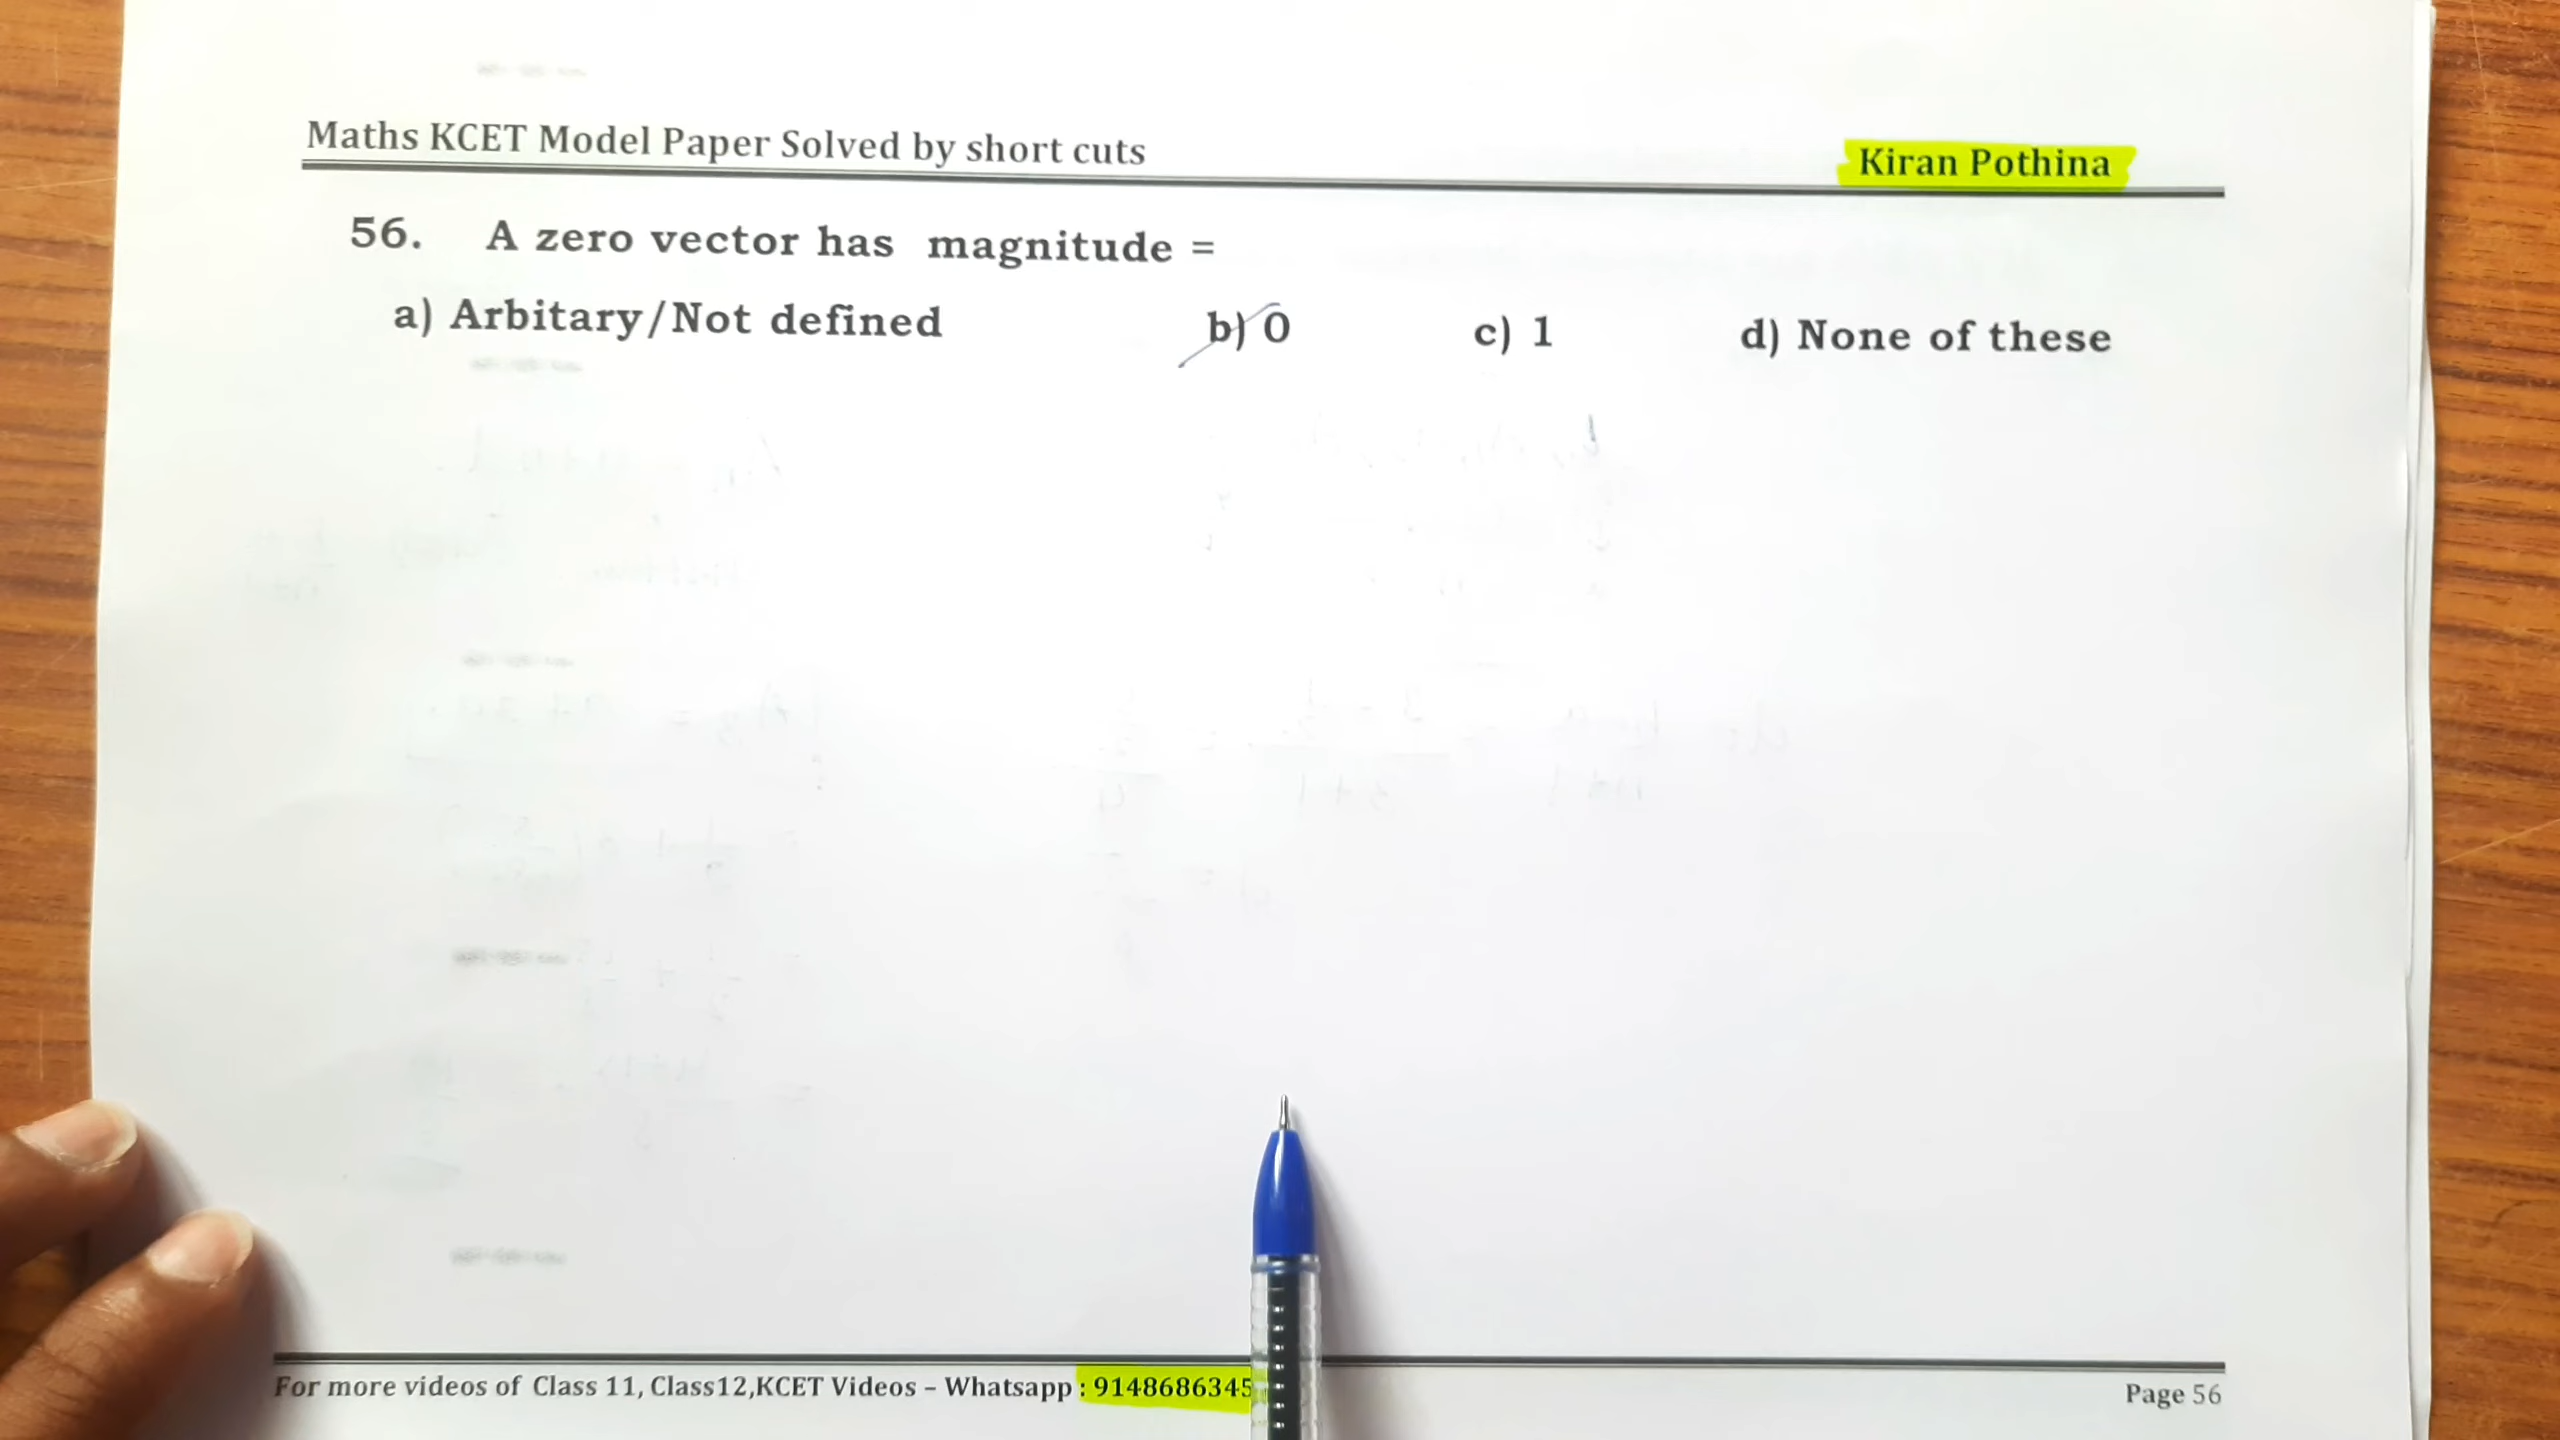 Maths KCET Model Paper Solved by short cuts Kiran Pothina
56. A zero vector has magnitude =
a) Arbitary/Not defined b) 0 c) 1 d) None of these
For more videos of Class 11, Class12,KCET Videos – Whatsapp : 9148686345
Page 56